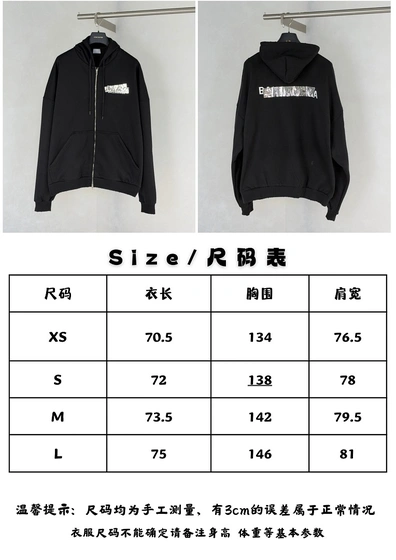 Size/尺码表
尺码 衣长 胸围 肩宽
XS 70.5 134 76.5
S 72 138 78
M 73.5 142 79.5
L 75 146 81
温馨提示：尺码均为手工测量、有3cm的误差属于正常情况
衣服尺码不能确定请备注身高 体重等基本参数